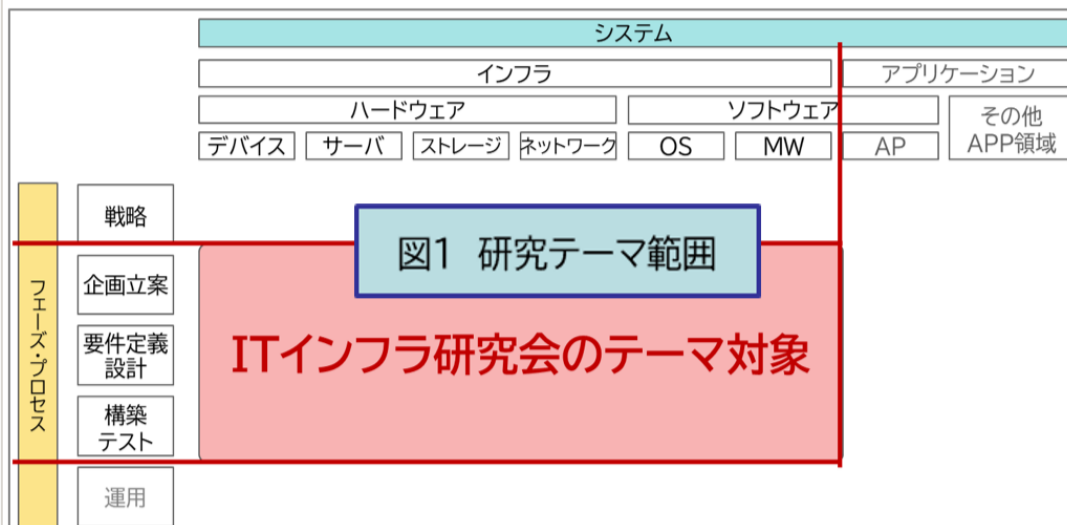 システム
インフラ
アプリケーション
ハードウェア
ソフトウェア
その他
APP領域
デバイス
サーバ
ストレージ
ネットワーク
OS
MW
AP
フェーズ・プロセス
戦略
図1 研究テーマ範囲
企画立案
ITインフラ研究会のテーマ対象
要件定義
設計
構築
テスト
運用